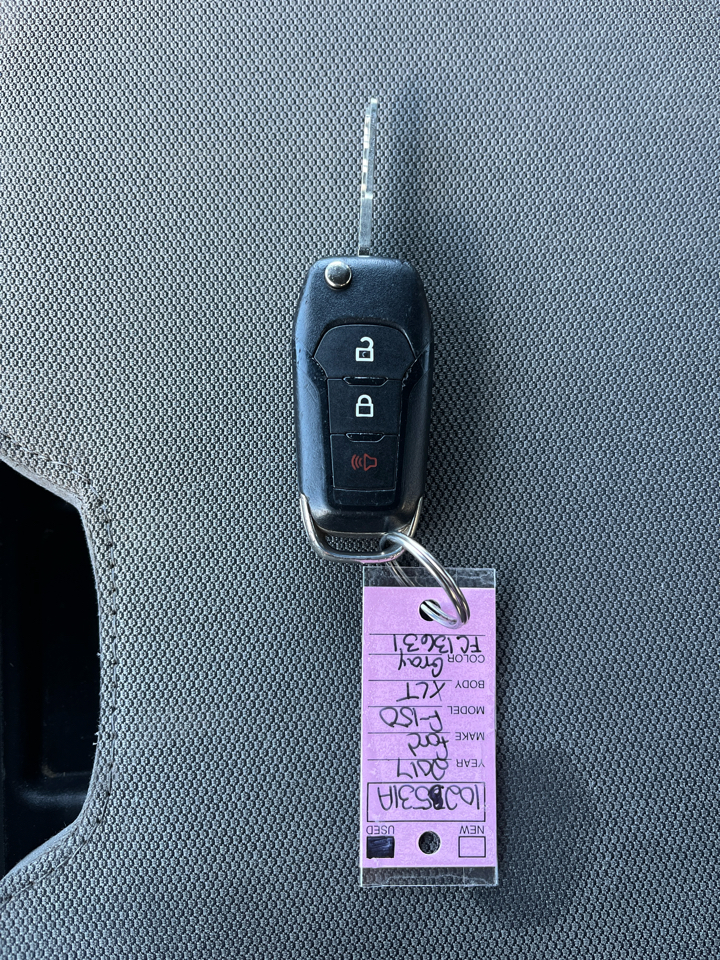 NEW USED
YEAR 2017
MAKE Ford
MODEL F-150
BODY XLT
COLOR Gray
FC13631